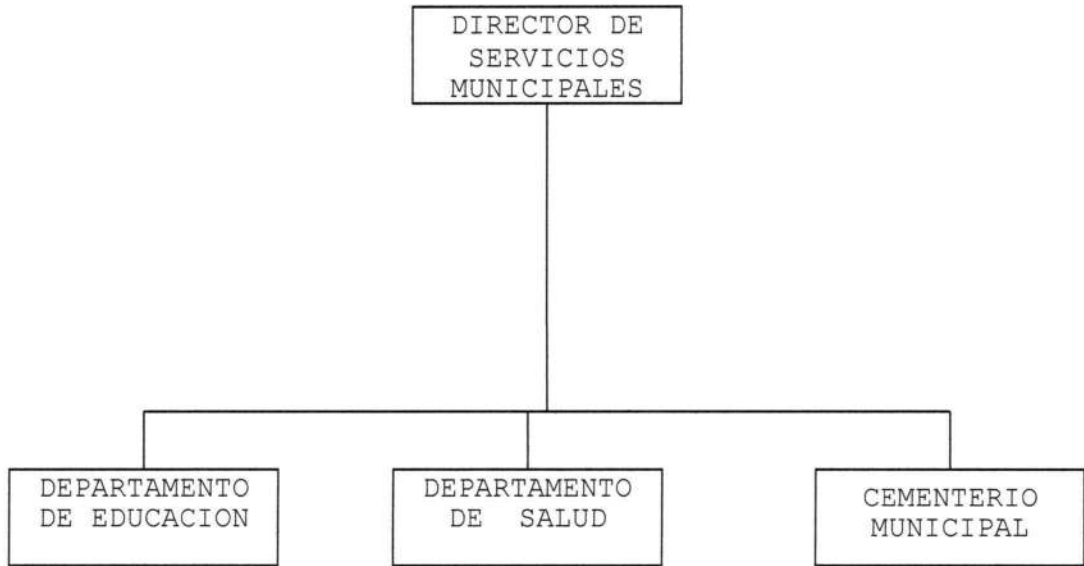 DIRECTOR DE
SERVICIOS
MUNICIPALES
DEPARTAMENTO
DE EDUCACION
DEPARTAMENTO
DE SALUD
CEMENTERIO
MUNICIPAL